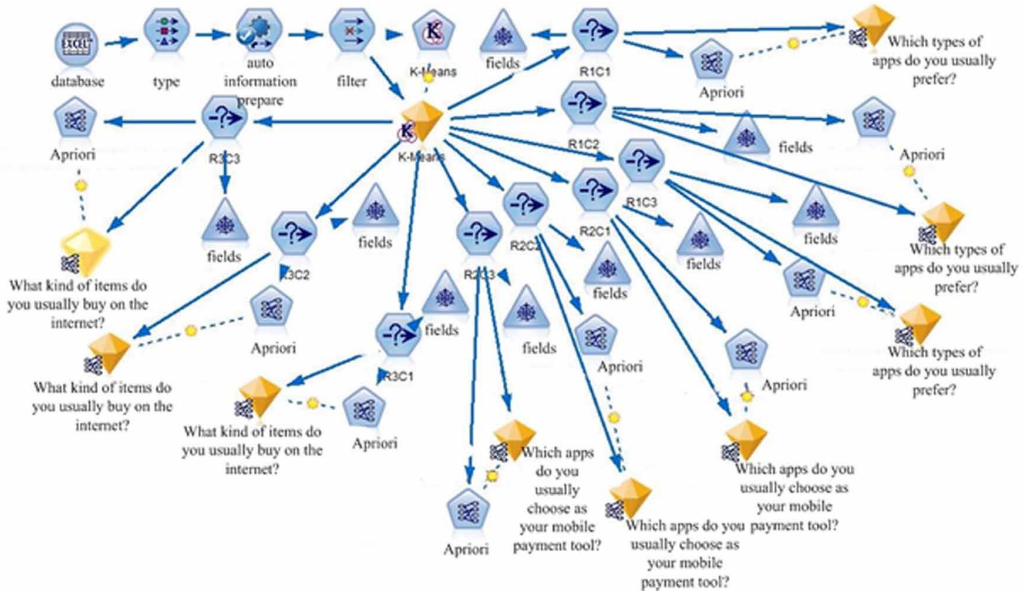 EXCEL
database
type
auto
information
prepare
filter
K-Means
fields
R1C1
Apriori
Which types of
apps do you usually
prefer?
Apriori
R3C3
K-Means
R1C2
fields
Apriori
fields
R3C2
fields
R2C3
R2C2
R2C1
R1C3
fields
fields
fields
Which types of
apps do you usually
prefer?
What kind of items do
you usually buy on the
internet?
Apriori
fields
R3C1
fields
Apriori
Apriori
Apriori
Which types of
apps do you usually
prefer?
What kind of items do
you usually buy on the
internet?
What kind of items do
you usually buy on the
internet?
Apriori
Apriori
Which apps
do you
usually
choose as
your mobile
payment tool?
Which apps do you
usually choose as
your mobile
payment tool?
Which apps do you
usually choose as
your mobile
payment tool?